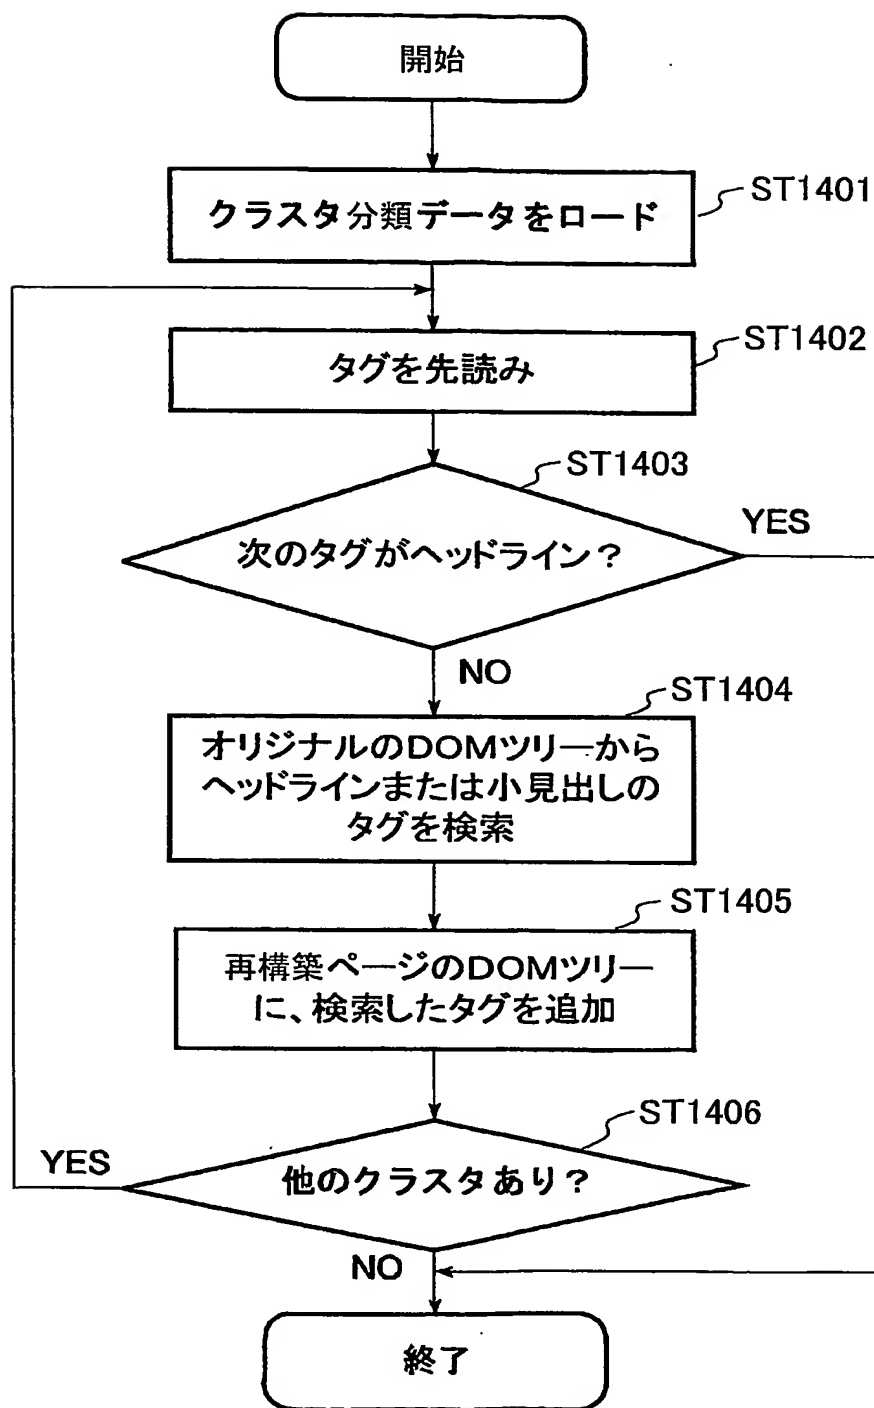 開始
クラスタ分類データをロード
ST1401
タグを先読み
ST1402
ST1403
次のタグがヘッドライン？
YES
NO
ST1404
オリジナルのDOMツリーから
ヘッドラインまたは小見出しの
タグを検索
ST1405
再構築ページのDOMツリー
に、検索したタグを追加
ST1406
YES
他のクラスタあり？
NO
終了